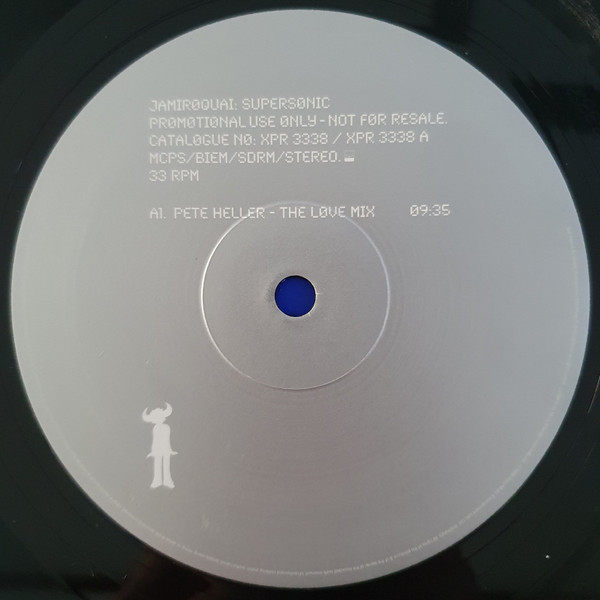 JAMIROQUAI: SUPERSONIC
PROMOTIONAL USE ONLY - NOT FOR RESALE.
CATALOGUE NO: XPR 3338 / XPR 3338 A
MCPS/BIEM/SDRM/STEREO.
33 RPM
A1. PETE HELLER - THE LOVE MIX 09:35